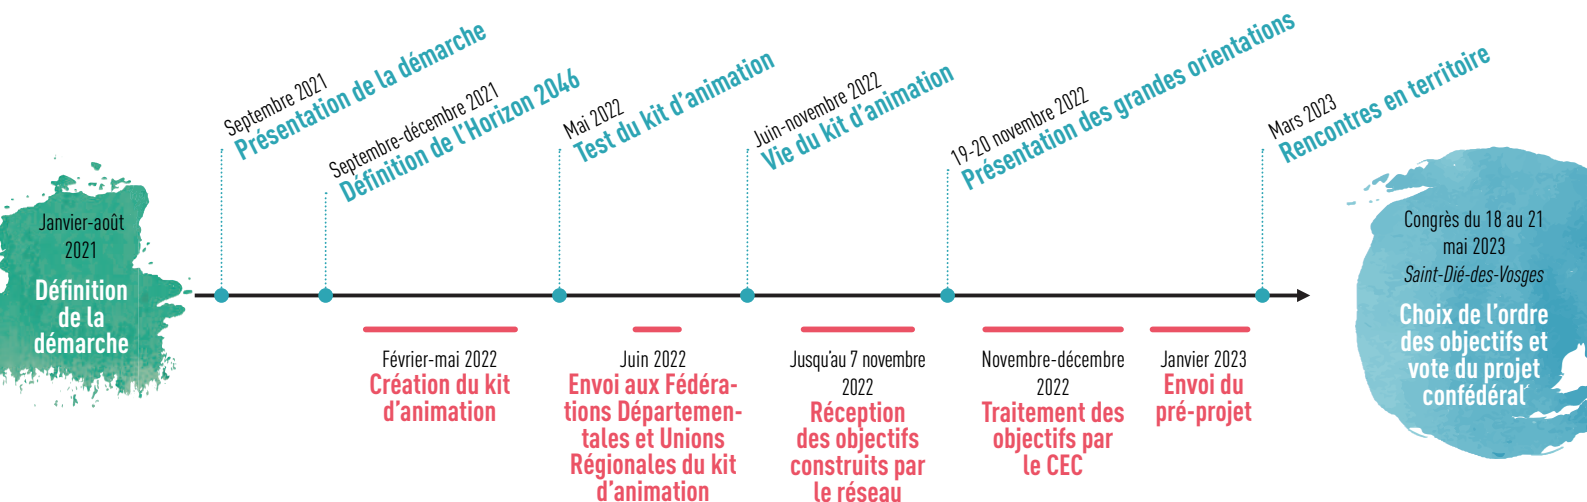 Janvier-août
2021
Définition
de la
démarche
Septembre 2021
Présentation de la démarche
Septembre-décembre 2021
Définition de l'Horizon 2046
Mai 2022
Test du kit d'animation
Juin-novembre 2022
Vie du kit d'animation
19-20 novembre 2022
Présentation des grandes orientations
Mars 2023
Rencontres en territoire
Février-mai 2022
Création du kit
d'animation
Juin 2022
Envoi aux Fédéra-
tions Départemen-
tales et Unions
Régionales du kit
d'animation
Jusqu'au 7 novembre
2022
Réception
des objectifs
construits par
le réseau
Novembre-décembre
2022
Traitement des
objectifs par
le CEC
Janvier 2023
Envoi du
pré-projet
Congrès du 18 au 21
mai 2023
Saint-Dié-des-Vosges
Choix de l'ordre
des objectifs et
vote du projet
confédéral